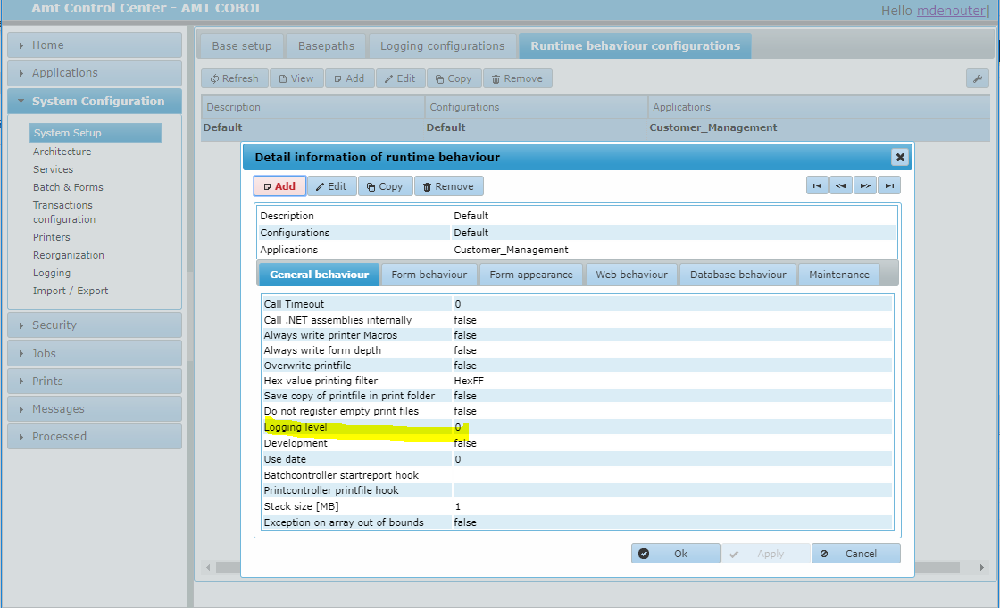 Amt Control Center - AMT COBOL
Hello mdenouter|
Home
Applications
System Configuration
System Setup
Architecture
Services
Batch & Forms
Transactions
configuration
Printers
Reorganization
Logging
Import / Export
Security
Jobs
Prints
Messages
Processed
Base setup Basepaths Logging configurations Runtime behaviour configurations
Refresh View Add Edit Copy Remove
Description Configurations Applications
Default Default Customer_Management
Detail information of runtime behaviour
Add Edit Copy Remove
Description Default
Configurations Default
Applications Customer_Management
General behaviour Form behaviour Form appearance Web behaviour Database behaviour Maintenance
Call Timeout 0
Call .NET assemblies internally false
Always write printer Macros false
Always write form depth false
Overwrite printfile false
Hex value printing filter HexFF
Save copy of printfile in print folder false
Do not register empty print files false
Logging level 0
Development false
Use date 0
Batchcontroller startreport hook
Printcontroller printfile hook
Stack size [MB] 1
Exception on array out of bounds false
Ok Apply Cancel